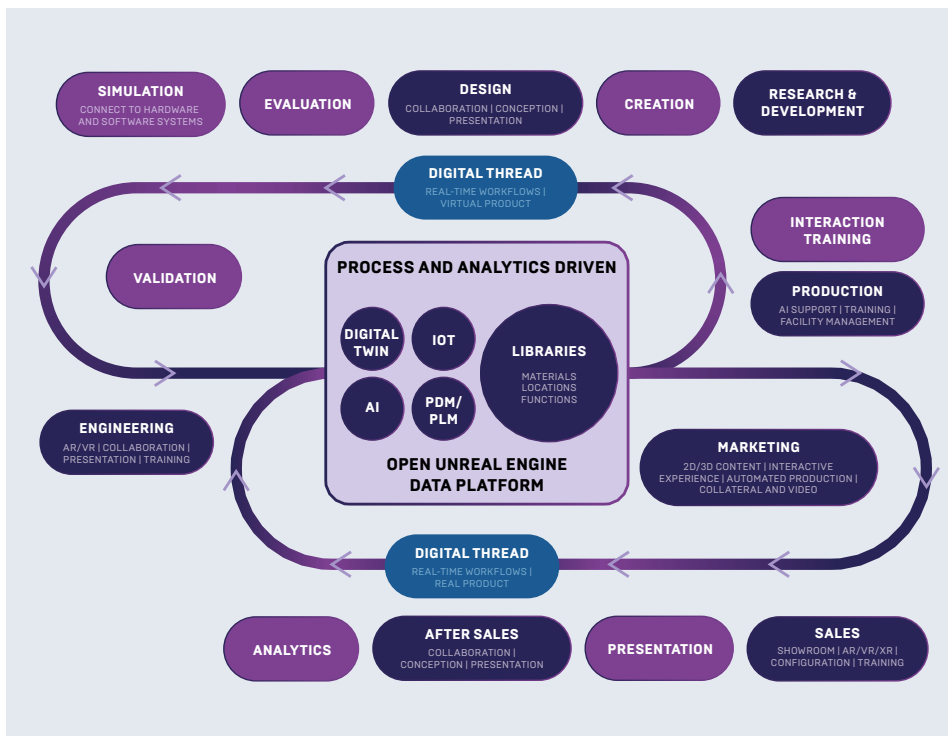 SIMULATION
CONNECT TO HARDWARE
AND SOFTWARE SYSTEMS
EVALUATION
DESIGN
COLLABORATION | CONCEPTION |
PRESENTATION
CREATION
RESEARCH &
DEVELOPMENT
DIGITAL THREAD
REAL-TIME WORKFLOWS |
VIRTUAL PRODUCT
INTERACTION
TRAINING
VALIDATION
PRODUCTION
AI SUPPORT | TRAINING |
FACILITY MANAGEMENT
PROCESS AND ANALYTICS DRIVEN
DIGITAL
TWIN
IOT
AI
PDM/
PLM
LIBRARIES
MATERIALS
LOCATIONS
FUNCTIONS
OPEN UNREAL ENGINE
DATA PLATFORM
ENGINEERING
AR/VR | COLLABORATION |
PRESENTATION | TRAINING
MARKETING
2D/3D CONTENT | INTERACTIVE
EXPERIENCE | AUTOMATED PRODUCTION |
COLLATERAL AND VIDEO
DIGITAL THREAD
REAL-TIME WORKFLOWS |
REAL PRODUCT
ANALYTICS
AFTER SALES
COLLABORATION |
CONCEPTION | PRESENTATION
PRESENTATION
SALES
SHOWROOM | AR/VR/XR |
CONFIGURATION | TRAINING